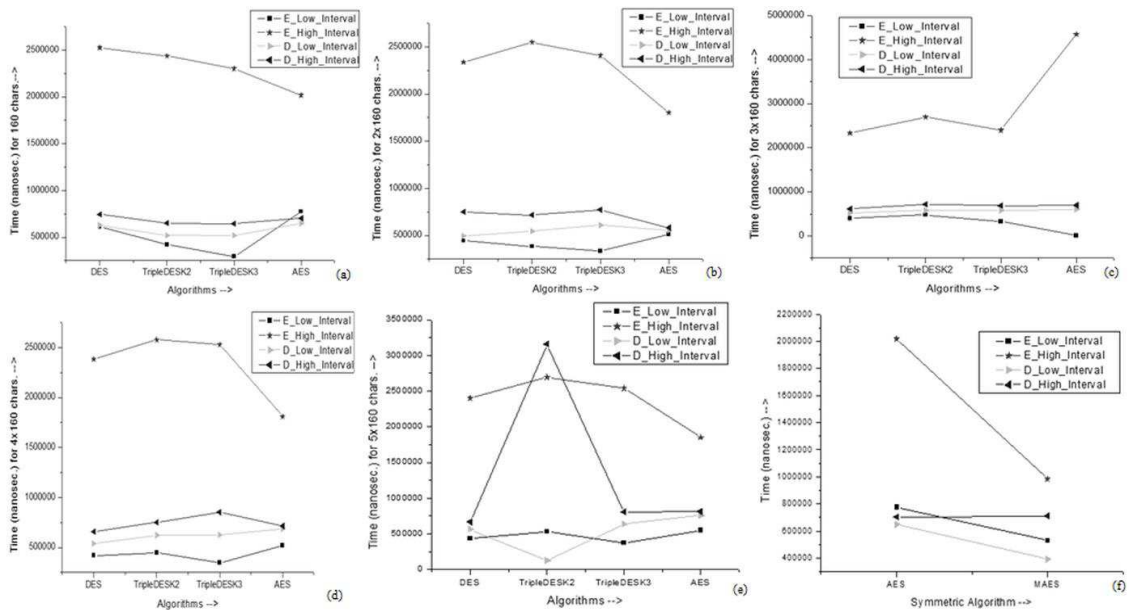 E_Low_Interval
E_High_Interval
D_Low_Interval
D_High_Interval
2500000
2000000
1500000
1000000
500000
Time (nanosec.) for 160 chars. -->
DES
TripleDESK2
TripleDESK3
AES
Algorithms -->
(a)
E_Low_Interval
E_High_Interval
D_Low_Interval
D_High_Interval
2500000
2000000
1500000
1000000
500000
Time (nanosec.) for 2x160 chars. -->
DES
TripleDESK2
TripleDESK3
AES
Algorithms -->
(b)
E_Low_Interval
E_High_Interval
D_Low_Interval
D_High_Interval
5000000
4000000
3000000
2000000
1000000
0
Time (nanosec.) for 3x160 chars. -->
DES
TripleDESK2
TripleDESK3
AES
Algorithms -->
(c)
E_Low_Interval
E_High_Interval
D_Low_Interval
D_High_Interval
2500000
2000000
1500000
1000000
500000
Time (nanosec.) for 4x160 chars. -->
DES
TripleDESK2
TripleDESK3
AES
Algorithms -->
(d)
E_Low_Interval
E_High_Interval
D_Low_Interval
D_High_Interval
3500000
3000000
2500000
2000000
1500000
1000000
500000
0
Time (nanosec.) for 5x160 chars. -->
DES
TripleDESK2
TripleDESK3
AES
Algorithms -->
(e)
E_Low_Interval
E_High_Interval
D_Low_Interval
D_High_Interval
2200000
2000000
1800000
1600000
1400000
1200000
1000000
800000
600000
400000
Time (nanosec.) -->
AES
MAES
Symmetric Algorithm -->
(f)